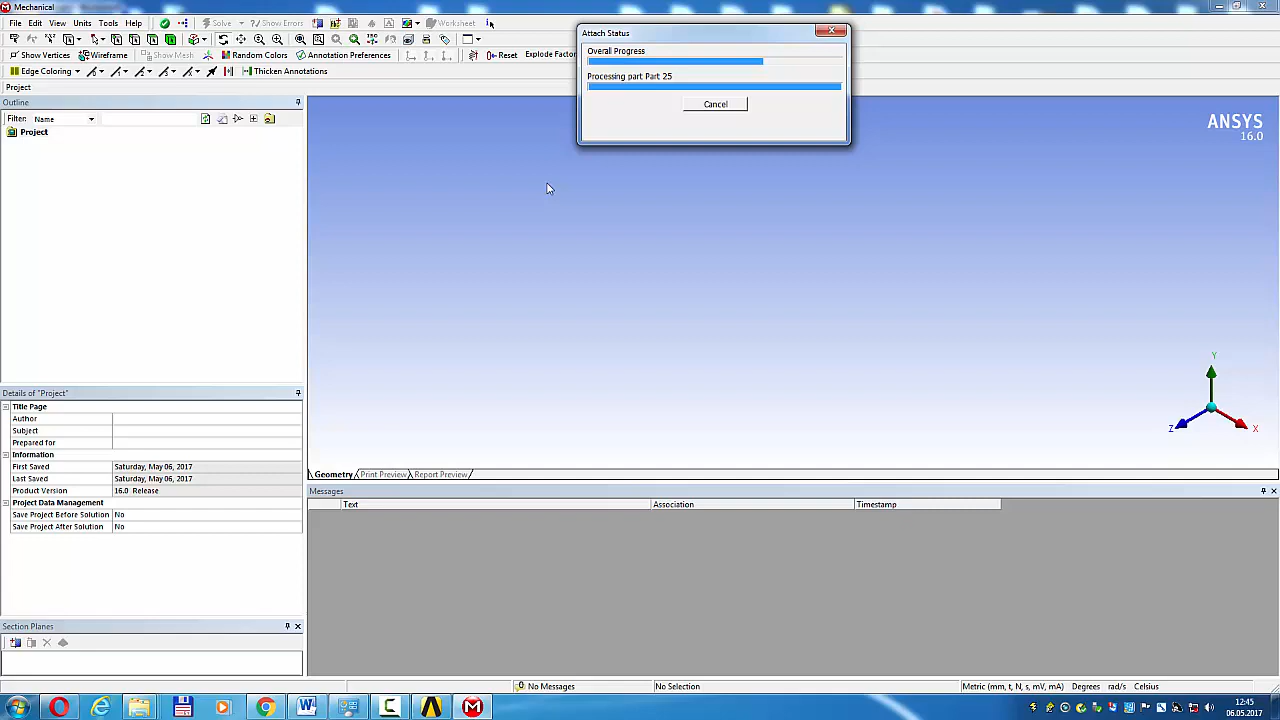 Mechanical
File Edit View Units Tools Help Solve Show Errors Worksheet
Show Vertices Wireframe Show Mesh Random Colors Annotation Preferences Reset Explode Factor
Edge Coloring Thick Annotations
Project
Outline
Filter: Name
Project
Attach Status
Overall Progress
Processing part Part 25
Cancel
ANSYS
16.0
Y
Z
X
Details of "Project"
Title Page
Author
Subject
Prepared for
Information
First Saved Saturday, May 06, 2017
Last Saved Saturday, May 06, 2017
Product Version 16.0 Release
Project Data Management
Save Project Before Solution No
Save Project After Solution No
Geometry Print Preview Report Preview
Messages
Text Association Timestamp
Section Planes
No Messages No Selection Metric (mm, t, N, s, mV, mA) Degrees rad/s Celsius
12:45
06.05.2017